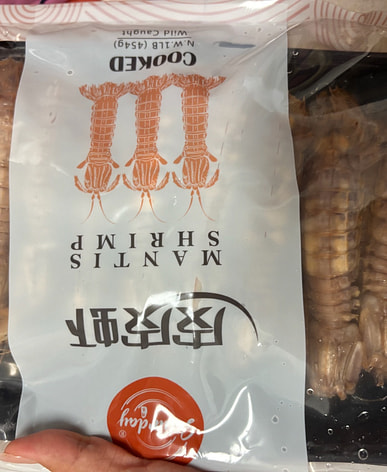 皮皮虾
MANTIS
SHRIMP
COOKED
N.W.1LB (454g)
Wild Caught